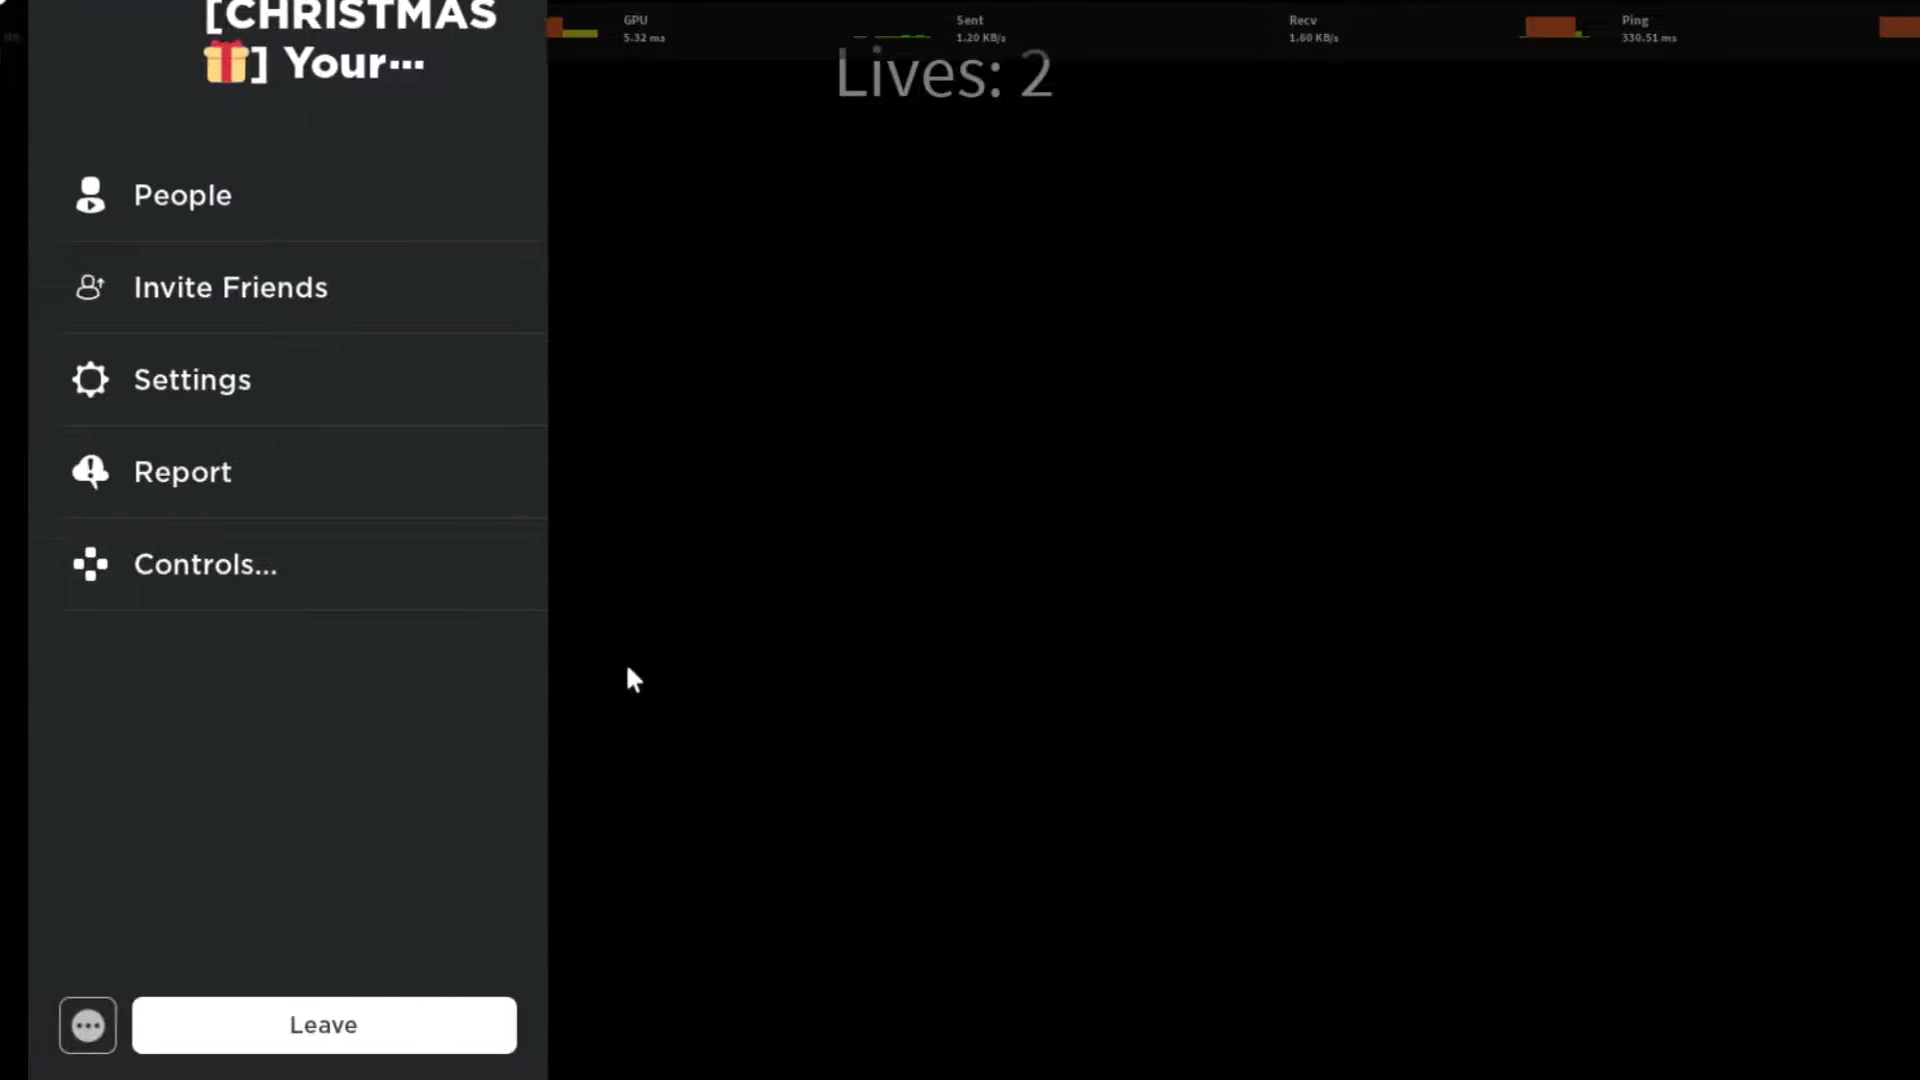 [CHRISTMAS
🎁] Your···
GPU
5.32 ms
Sent
1.20 KB/s
Recv
1.60 KB/s
Ping
330.51 ms
Lives: 2
People
Invite Friends
Settings
Report
Controls...
Leave